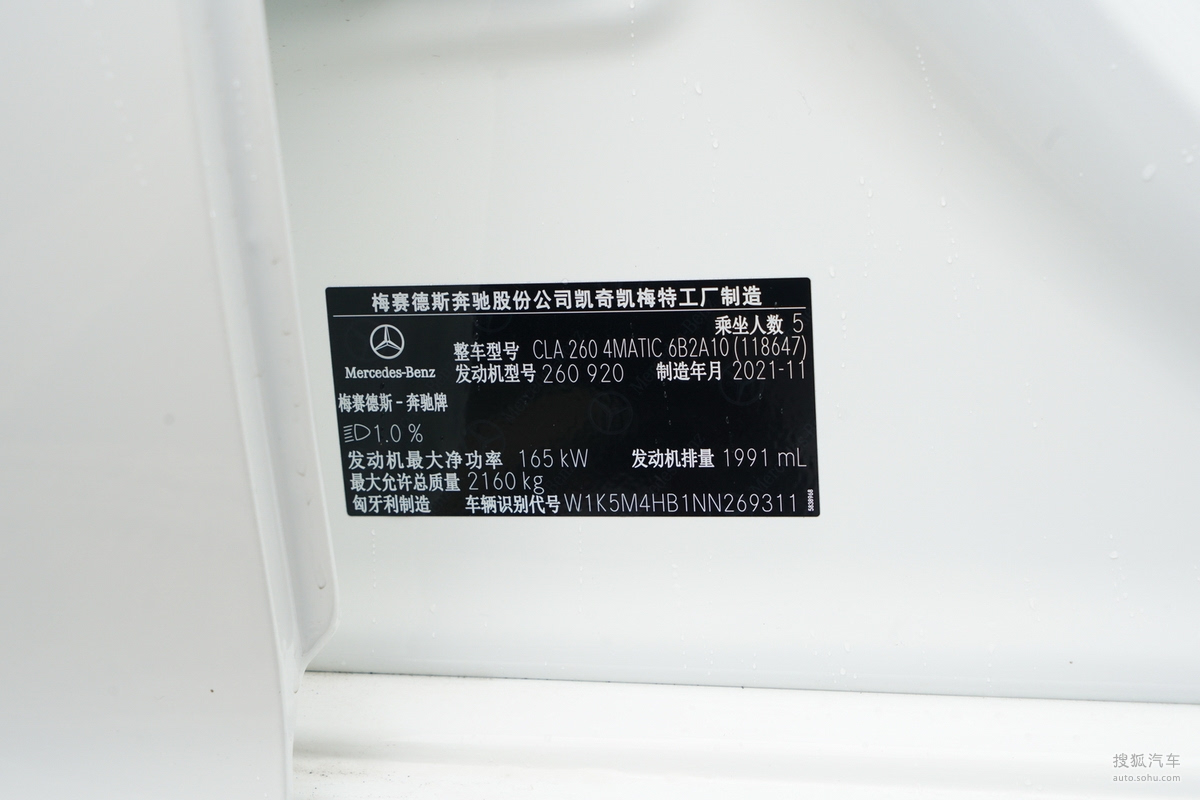 梅赛德斯奔驰股份公司凯奇凯梅特工厂制造
乘坐人数 5
整车型号 CLA 260 4MATIC 6B2A10 (118647)
Mercedes-Benz
发动机型号 260 920 制造年月 2021-11
梅赛德斯-奔驰牌
1.0 %
发动机最大净功率 165 kW 发动机排量 1991 mL
最大允许总质量 2160 kg
匈牙利制造 车辆识别代号 W1K5M4HB1NN269311
搜狐汽车
auto.sohu.com